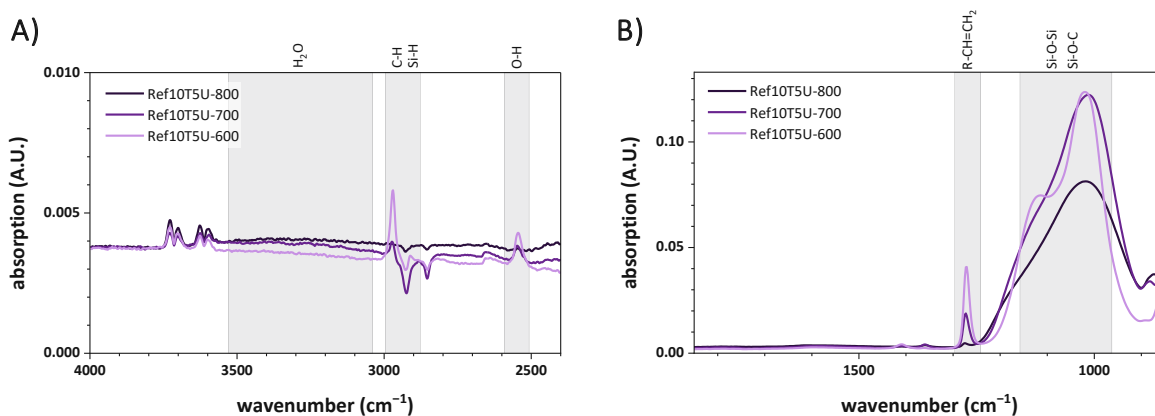 A)
H₂O
C-H
Si-H
O-H
0.010
0.005
0.000
absorption (A.U.)
Ref10T5U-800
Ref10T5U-700
Ref10T5U-600
4000
3500
3000
2500
wavenumber (cm⁻¹)
B)
R-CH=CH2
Si-O-Si
Si-O-C
0.10
0.05
0.00
absorption (A.U.)
Ref10T5U-800
Ref10T5U-700
Ref10T5U-600
1500
1000
wavenumber (cm⁻¹)